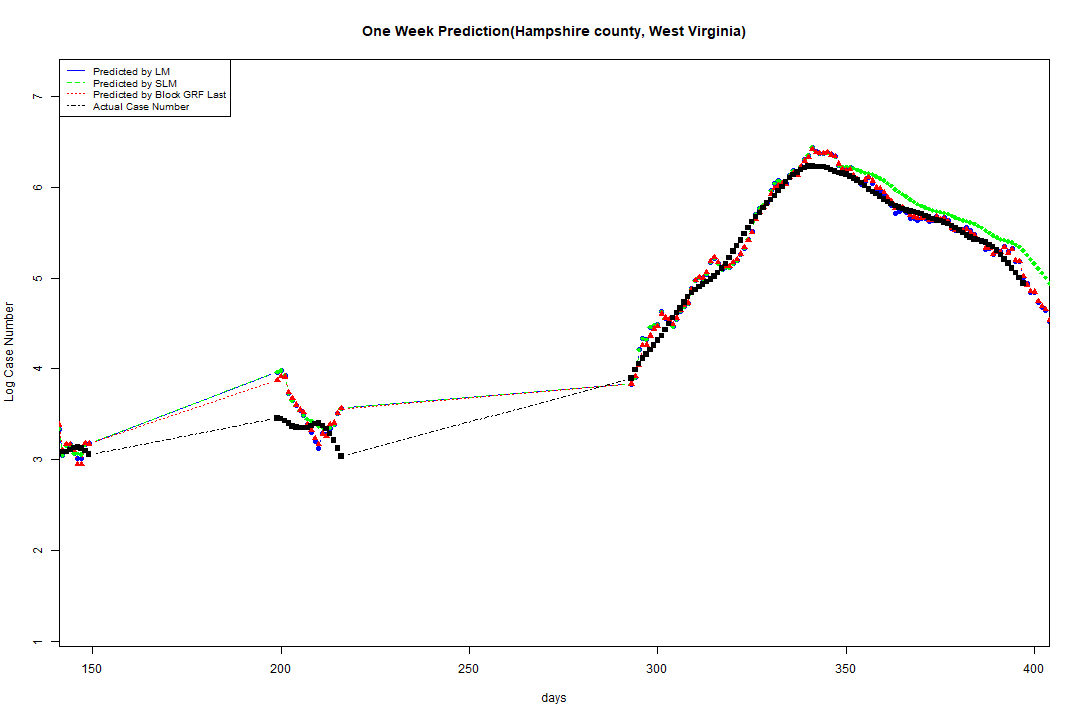 One Week Prediction(Hampshire county, West Virginia)
Predicted by LM
Predicted by SLM
Predicted by Block GRF Last
Actual Case Number
Log Case Number
7
6
5
4
3
2
1
150 200 250 300 350 400
days